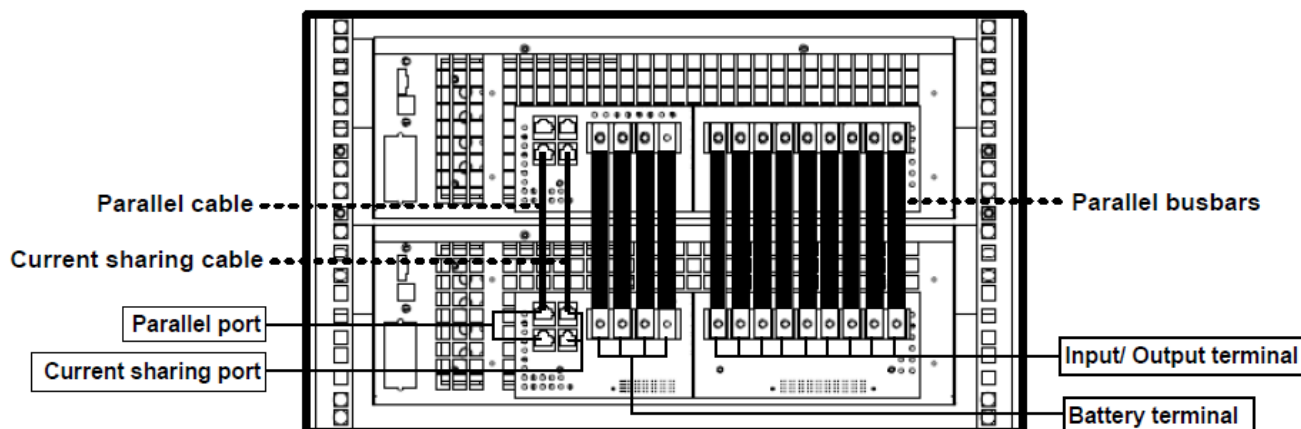 Parallel cable
Parallel busbars
Current sharing cable
Parallel port
Current sharing port
Input/ Output terminal
Battery terminal